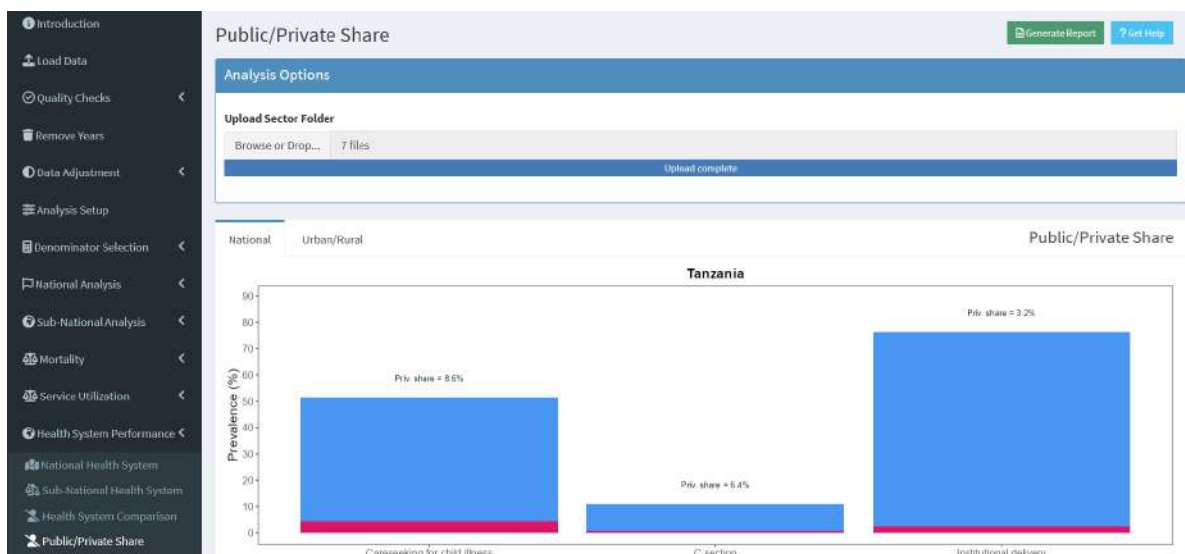 Introduction
Load Data
Quality Checks
Remove Years
Data Adjustment
Analysis Setup
Denominator Selection
National Analysis
Sub-National Analysis
Mortality
Service Utilization
Health System Performance
National Health System
Sub-National Health System
Health System Comparison
Public/Private Share
Public/Private Share
Generate Report
? Get Help
Analysis Options
Upload Sector Folder
Browse or Drop... 7 files
Upload complete
National Urban/Rural Public/Private Share
Tanzania
Prevalence (%)
90
80
70
60
50
40
30
20
10
0
Priv. share = 8.6%
Priv. share = 6.4%
Priv. share = 3.2%
Careseeking for child illness C section Institutional delivery